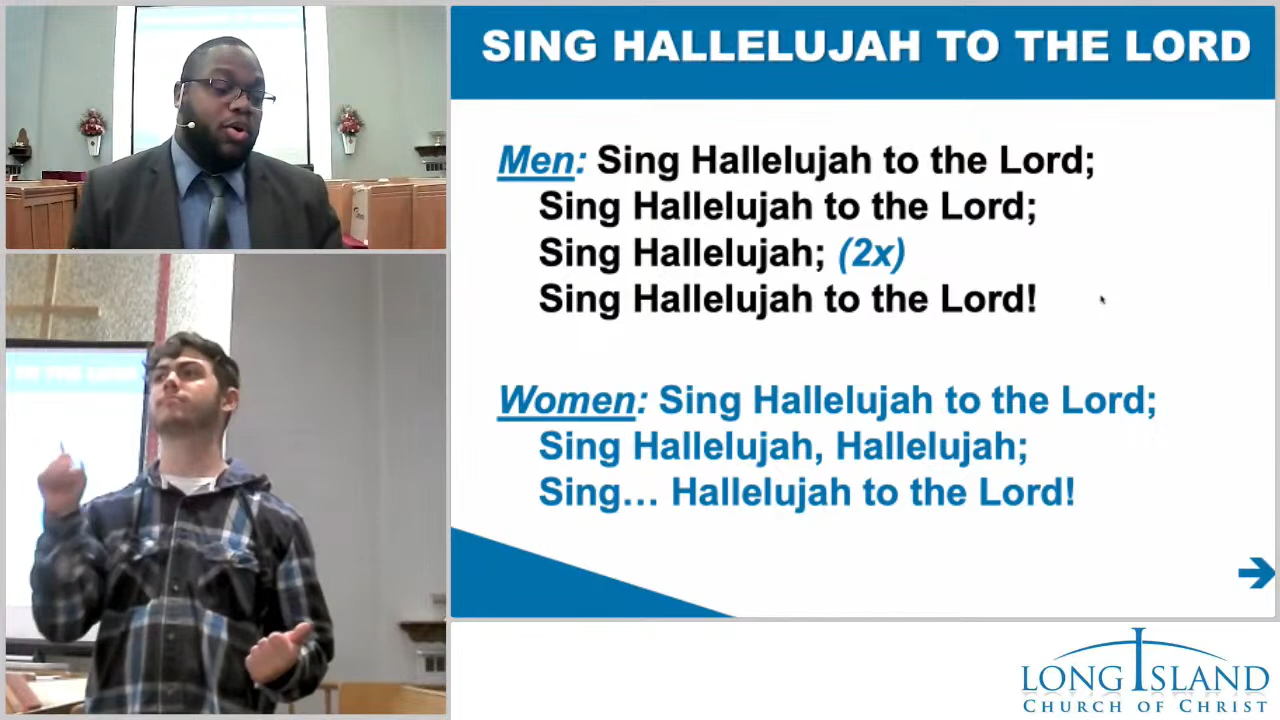 SING HALLELUJAH TO THE LORD
Men: Sing Hallelujah to the Lord;
Sing Hallelujah to the Lord;
Sing Hallelujah; (2x)
Sing Hallelujah to the Lord!
Women: Sing Hallelujah to the Lord;
Sing Hallelujah, Hallelujah;
Sing… Hallelujah to the Lord!
LONG ISLAND
CHURCH OF CHRIST